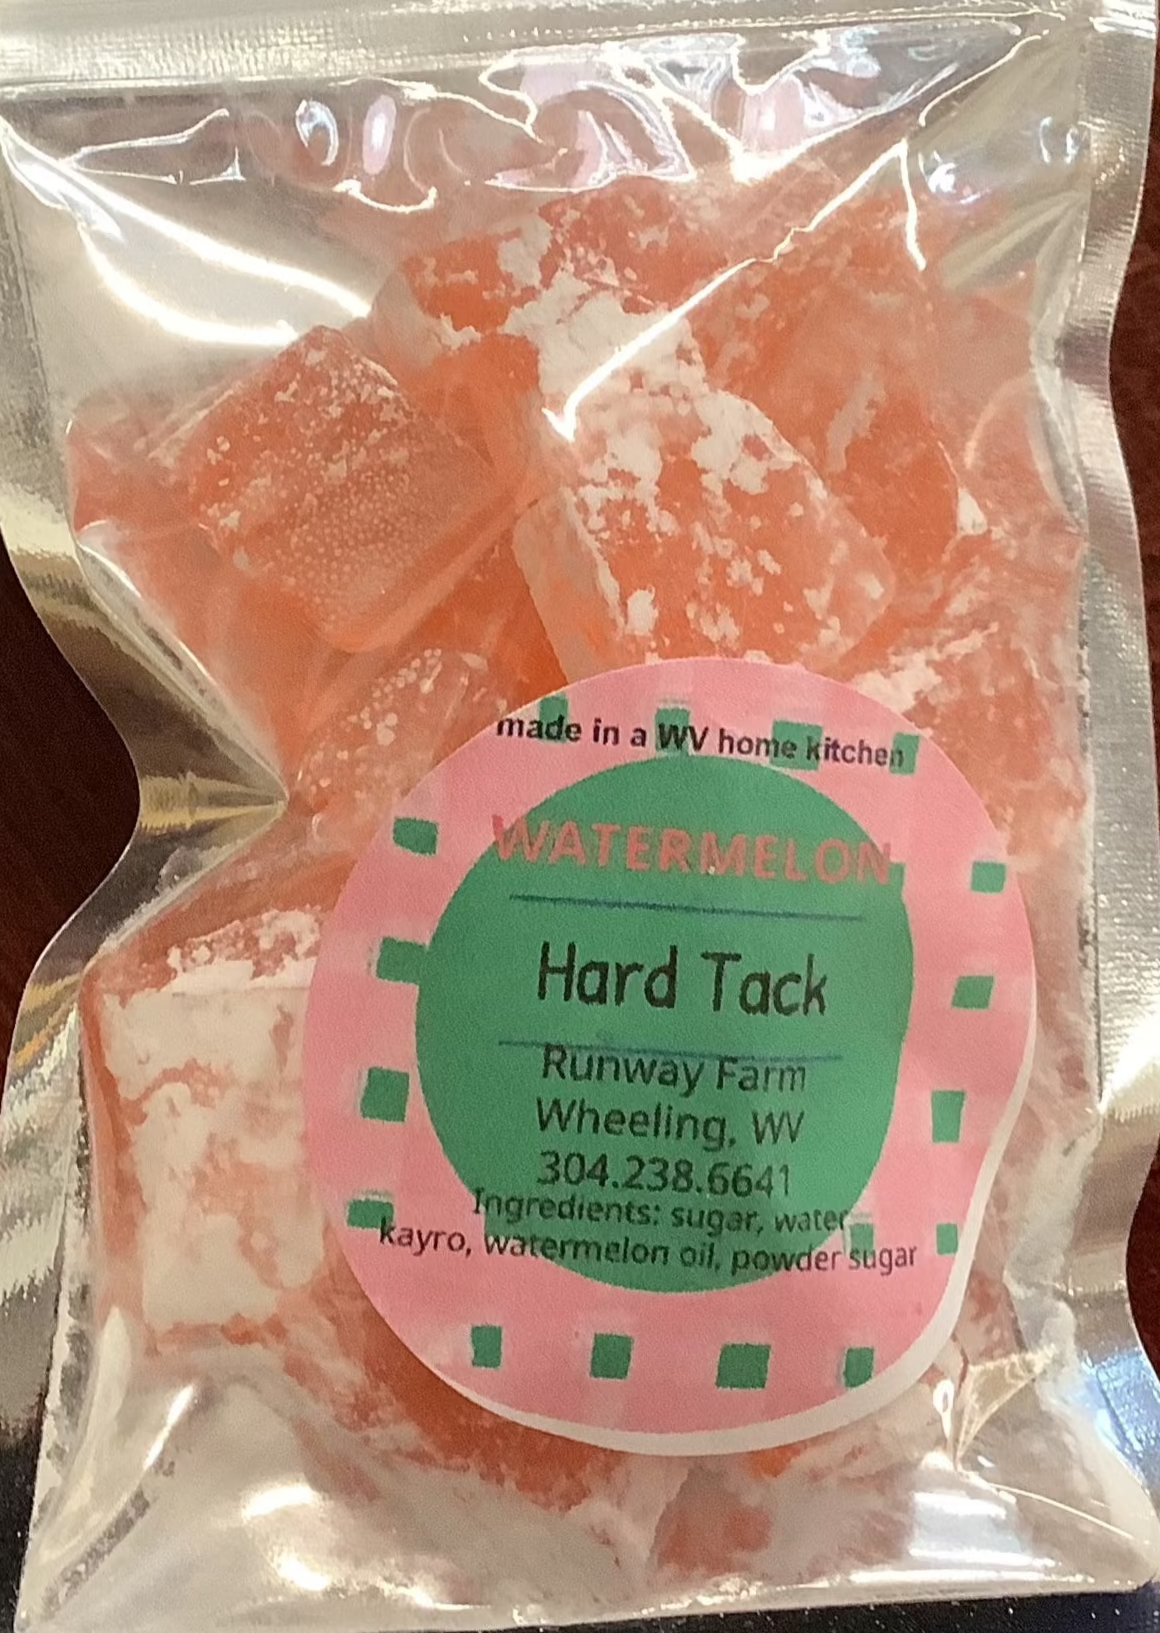 made in a WV home kitchen
WATERMELON
Hard Tack
Runway Farm
Wheeling, WV
304.238.6641
Ingredients: sugar, water,
kayro, watermelon oil, powder sugar